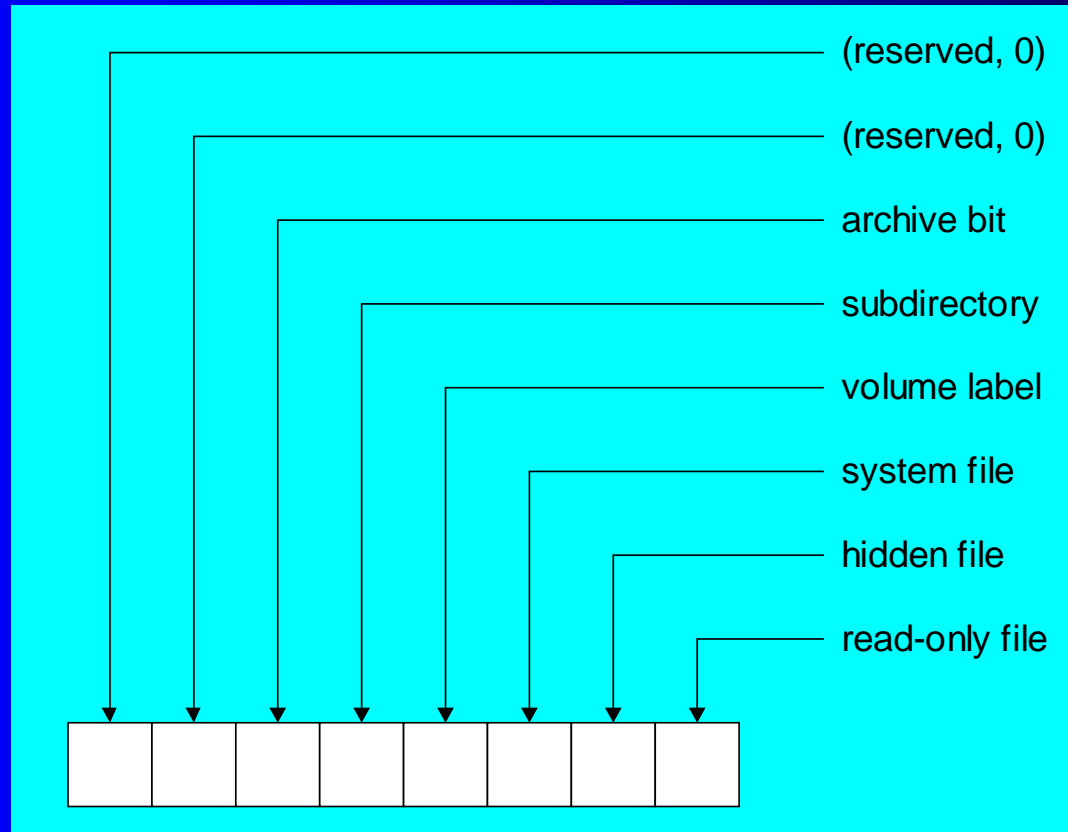 (reserved, 0)
(reserved, 0)
archive bit
subdirectory
volume label
system file
hidden file
read-only file